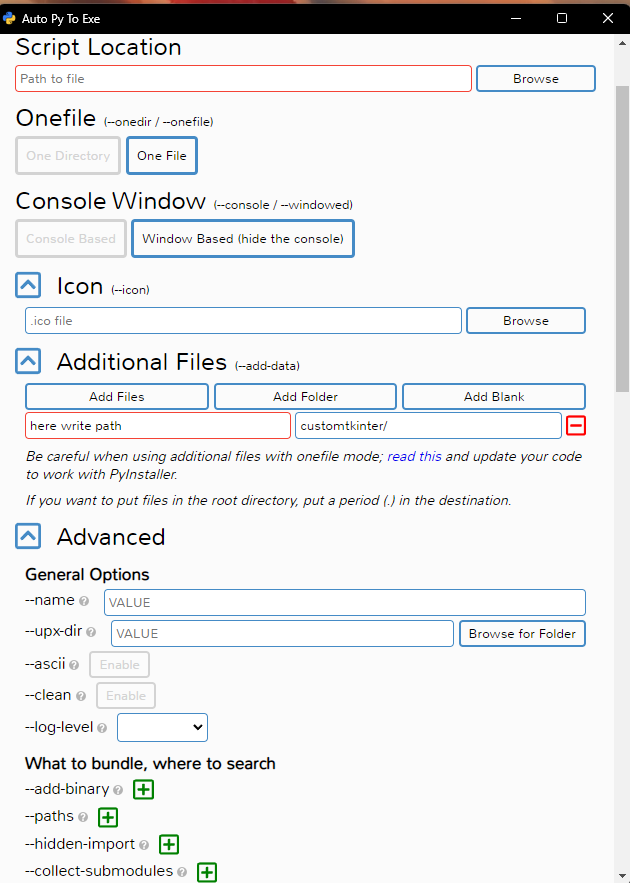 Auto Py To Exe
Script Location
Path to file
Browse
Onefile (--onedir / --onefile)
One Directory
One File
Console Window (--console / --windowed)
Console Based
Window Based (hide the console)
Icon (--icon)
.ico file
Browse
Additional Files (--add-data)
Add Files
Add Folder
Add Blank
here write path
customtkinter/
Be careful when using additional files with onefile mode; read this and update your code
to work with PyInstaller.
If you want to put files in the root directory, put a period (.) in the destination.
Advanced
General Options
--name ?
VALUE
--upx-dir ?
VALUE
Browse for Folder
--ascii ?
Enable
--clean ?
Enable
--log-level ?
What to bundle, where to search
--add-binary ?
--paths ?
--hidden-import ?
--collect-submodules ?